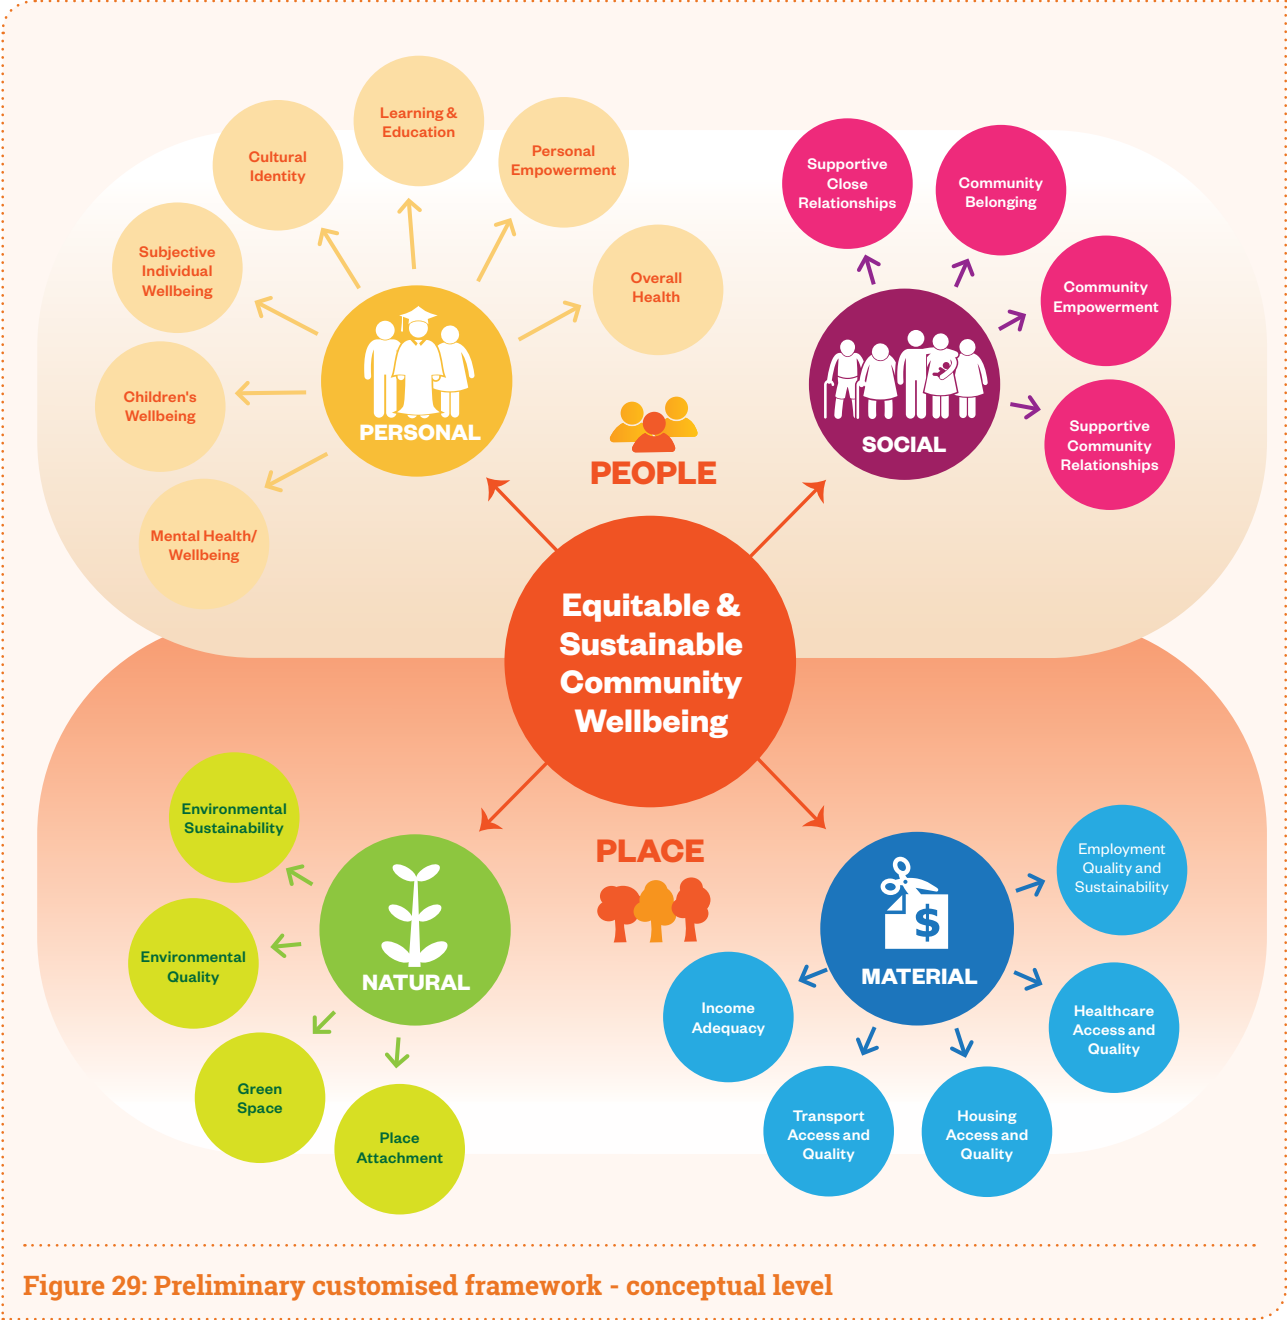 Learning &
Education
Cultural
Identity
Personal
Empowerment
Subjective
Individual
Wellbeing
Overall
Health
Children's
Wellbeing
Mental Health/
Wellbeing
PERSONAL
PEOPLE
Supportive
Close
Relationships
Community
Belonging
Community
Empowerment
Supportive
Community
Relationships
SOCIAL
Equitable &
Sustainable
Community
Wellbeing
Environmental
Sustainability
Environmental
Quality
Green
Space
Place
Attachment
NATURAL
PLACE
$
MATERIAL
Employment
Quality and
Sustainability
Healthcare
Access and
Quality
Income
Adequacy
Transport
Access and
Quality
Housing
Access and
Quality
Figure 29: Preliminary customised framework - conceptual level